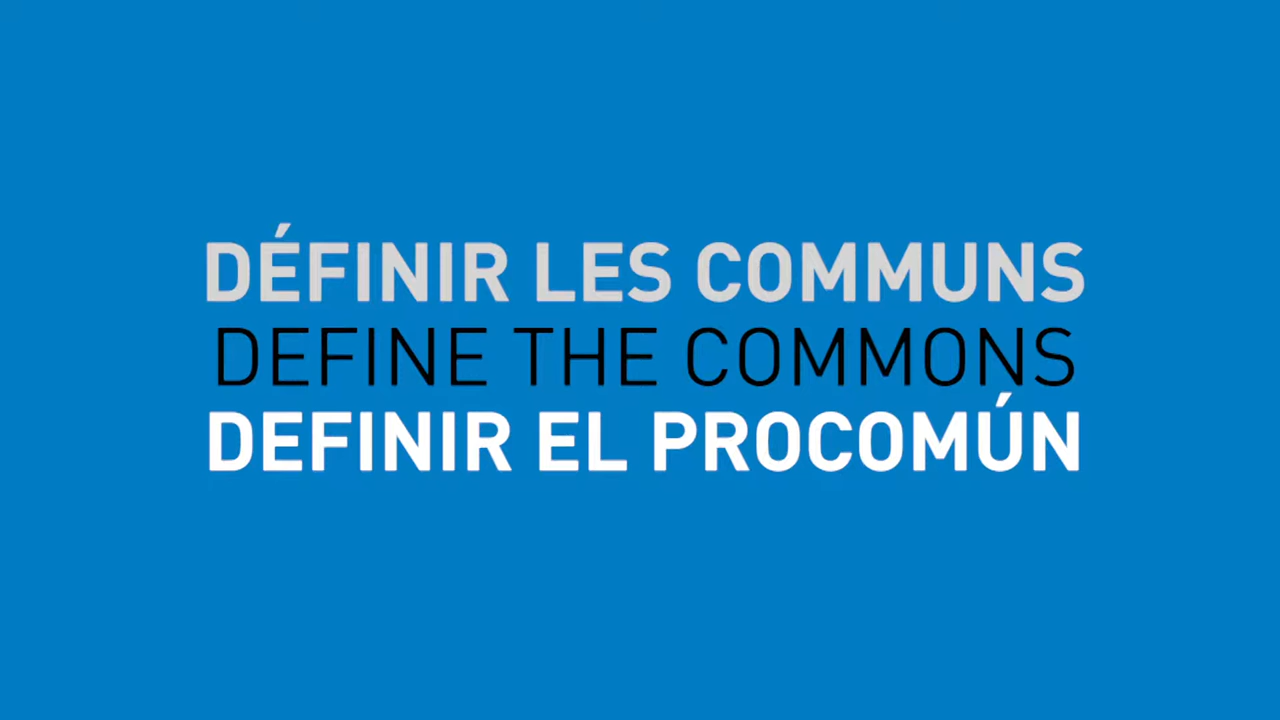 DÉFINIR LES COMMUNS
DEFINE THE COMMONS
DEFINIR EL PROCOMÚN